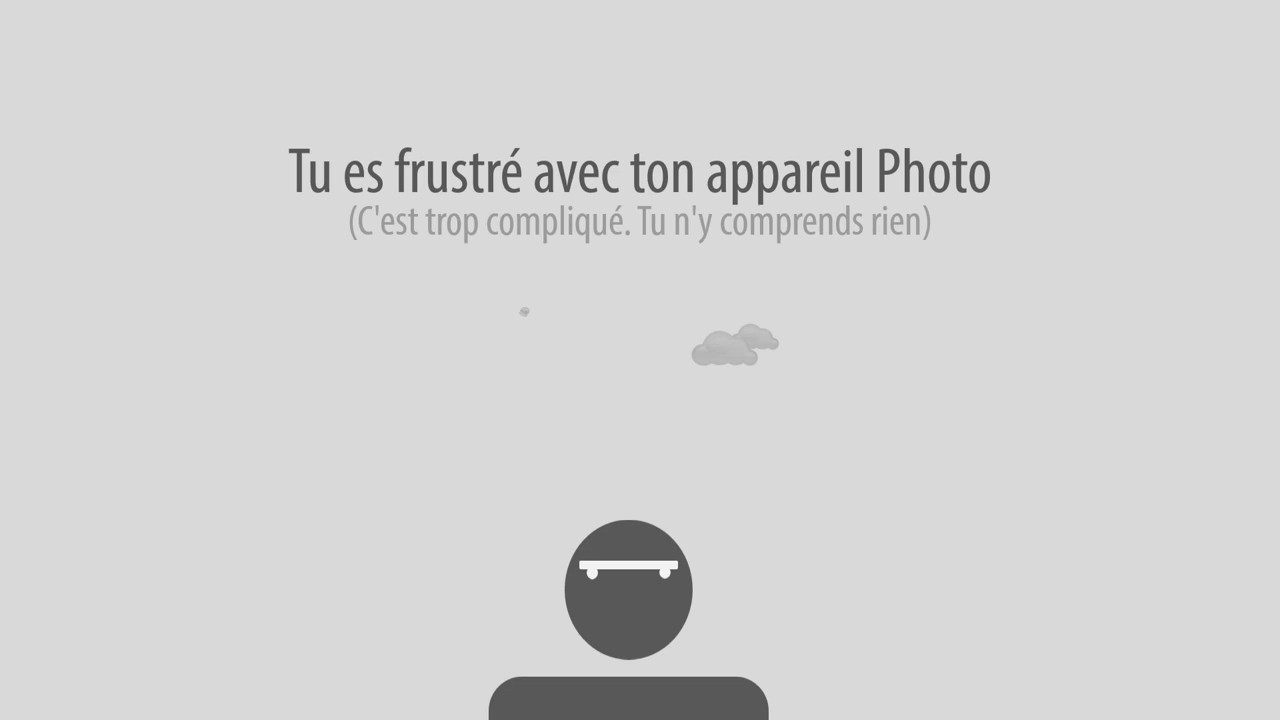 Tu es frustré avec ton appareil Photo
(C'est trop compliqué. Tu n'y comprends rien)